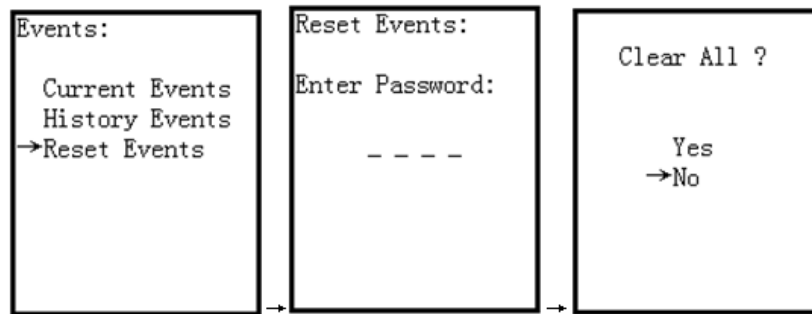 Events:
Current Events
History Events
→Reset Events
Reset Events:
Enter Password:
_ _ _ _
Clear All ?
Yes
→No